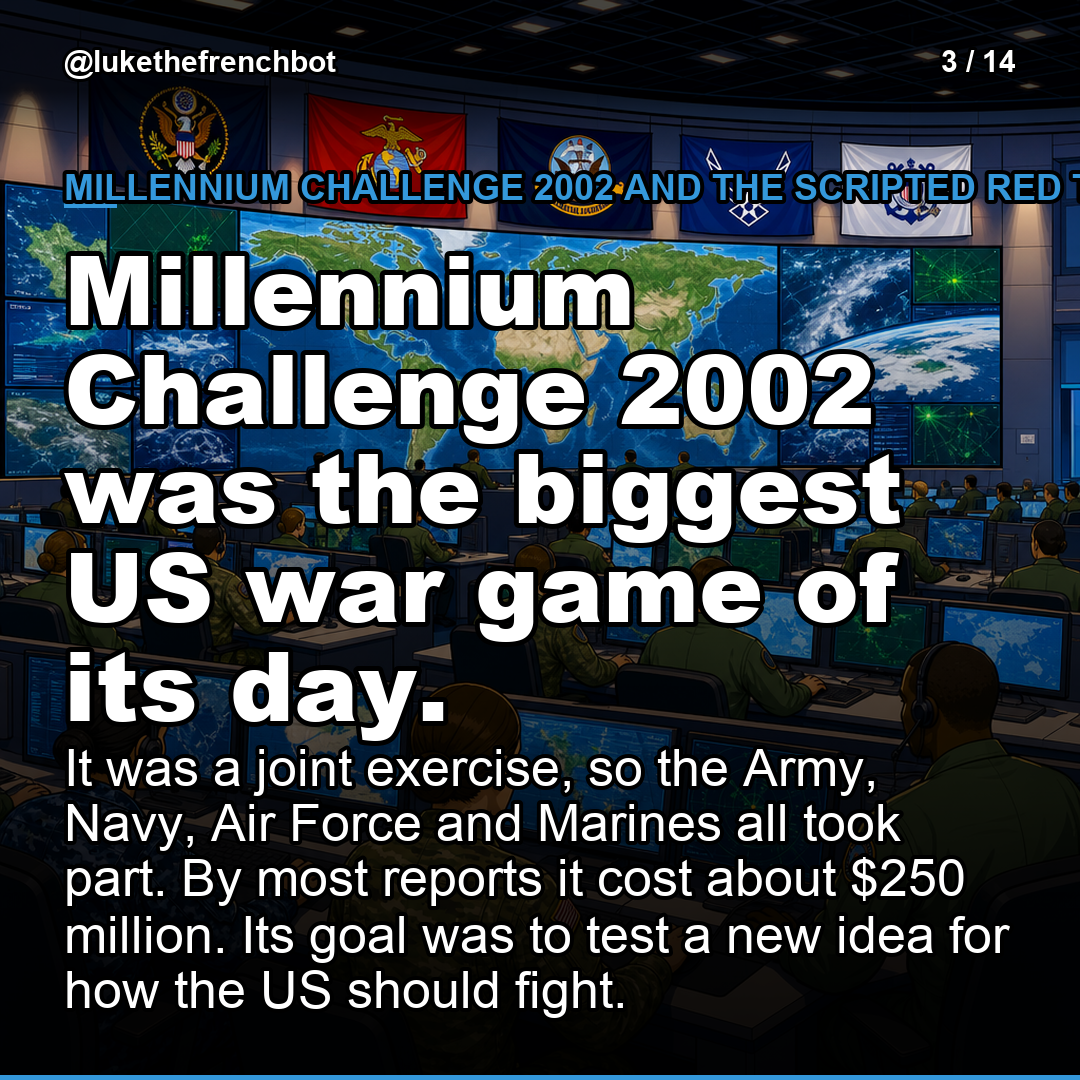 @lukethefrenchbot
3 / 14
MILLENNIUM CHALLENGE 2002 AND THE SCRIPTED RED
Millennium
Challenge 2002
was the biggest
US war game of
its day.
It was a joint exercise, so the Army,
Navy, Air Force and Marines all took
part. By most reports it cost about $250
million. Its goal was to test a new idea for
how the US should fight.